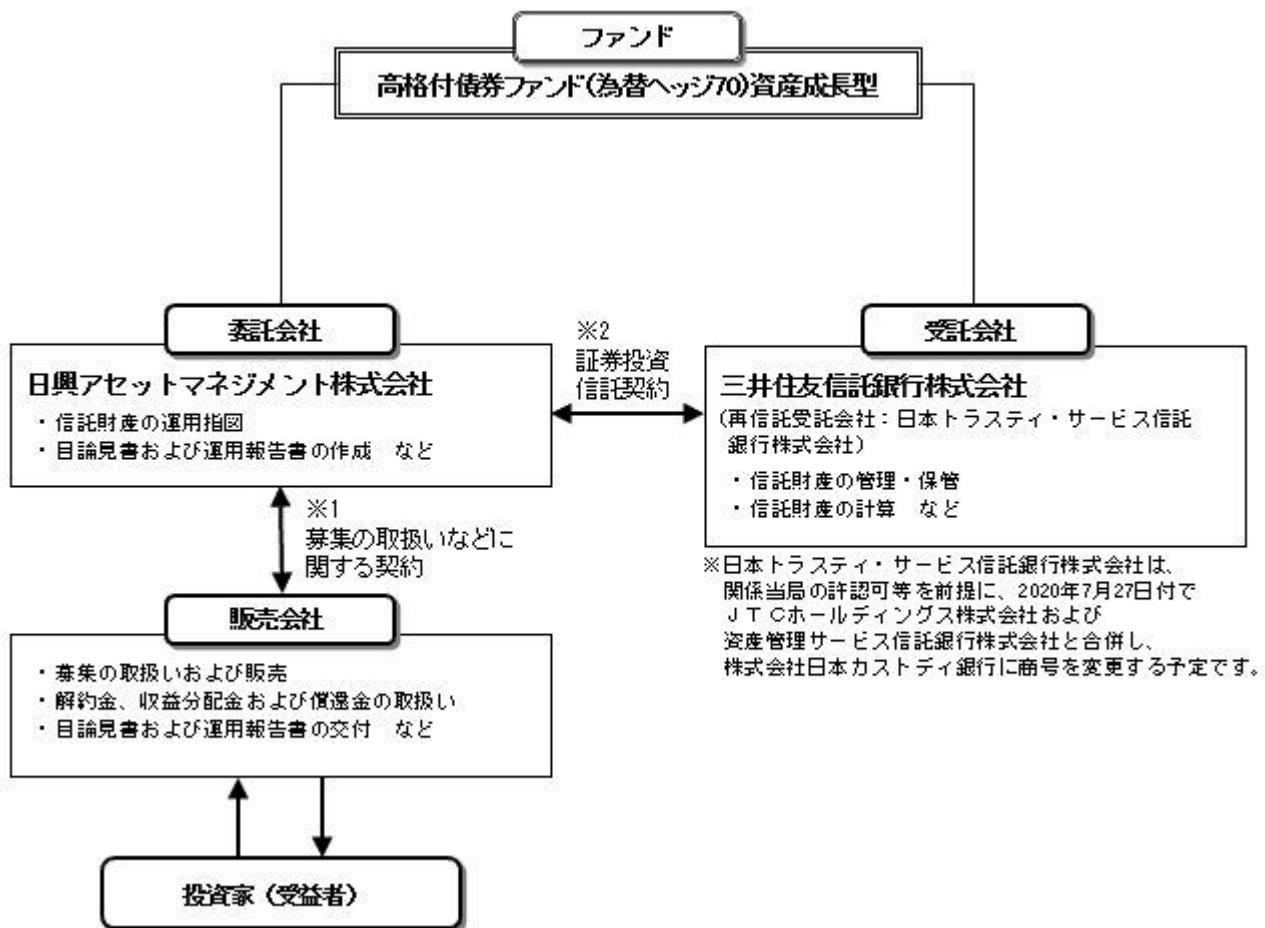 ファンド
高格付債券ファンド(為替ヘッジ70)資産成長型
委託会社
日興アセットマネジメント株式会社
・信託財産の運用指図
・目論見書および運用報告書の作成　など
※2
証券投資
信託契約
受託会社
三井住友信託銀行株式会社
(再信託受託会社：日本トラスティ・サービス信託
銀行株式会社)
・信託財産の管理・保管
・信託財産の計算　など
※1
募集の取扱いなどに
関する契約
※日本トラスティ・サービス信託銀行株式会社は、
関係当局の許認可等を前提に、2020年7月27日付で
ＪＴＣホールディングス株式会社および
資産管理サービス信託銀行株式会社と合併し、
株式会社日本カストディ銀行に商号を変更する予定です。
販売会社
・募集の取扱いおよび販売
・解約金、収益分配金および償還金の取扱い
・目論見書および運用報告書の交付　など
投資家（受益者）